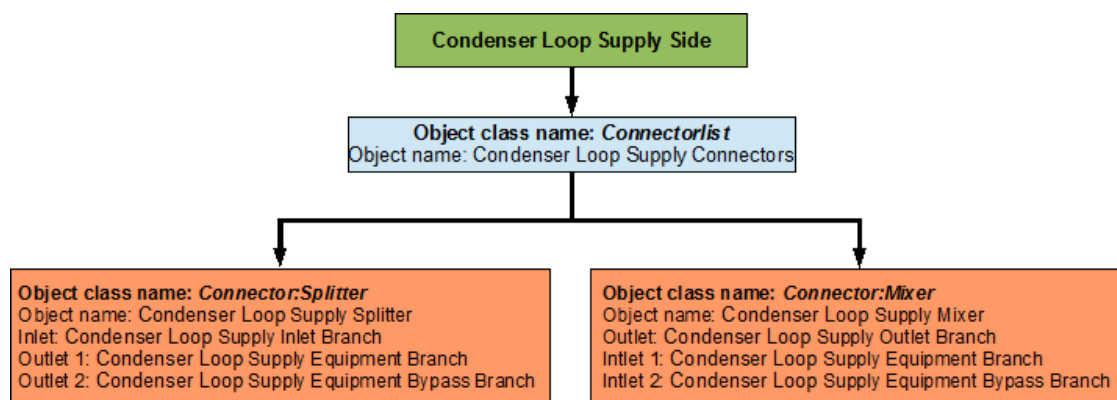 Condenser Loop Supply Side
Object class name: Connectorlist
Object name: Condenser Loop Supply Connectors
Object class name: Connector:Splitter
Object name: Condenser Loop Supply Splitter
Inlet: Condenser Loop Supply Inlet Branch
Outlet 1: Condenser Loop Supply Equipment Branch
Outlet 2: Condenser Loop Supply Equipment Bypass Branch
Object class name: Connector:Mixer
Object name: Condenser Loop Supply Mixer
Outlet: Condenser Loop Supply Outlet Branch
Intlet 1: Condenser Loop Supply Equipment Branch
Intlet 2: Condenser Loop Supply Equipment Bypass Branch